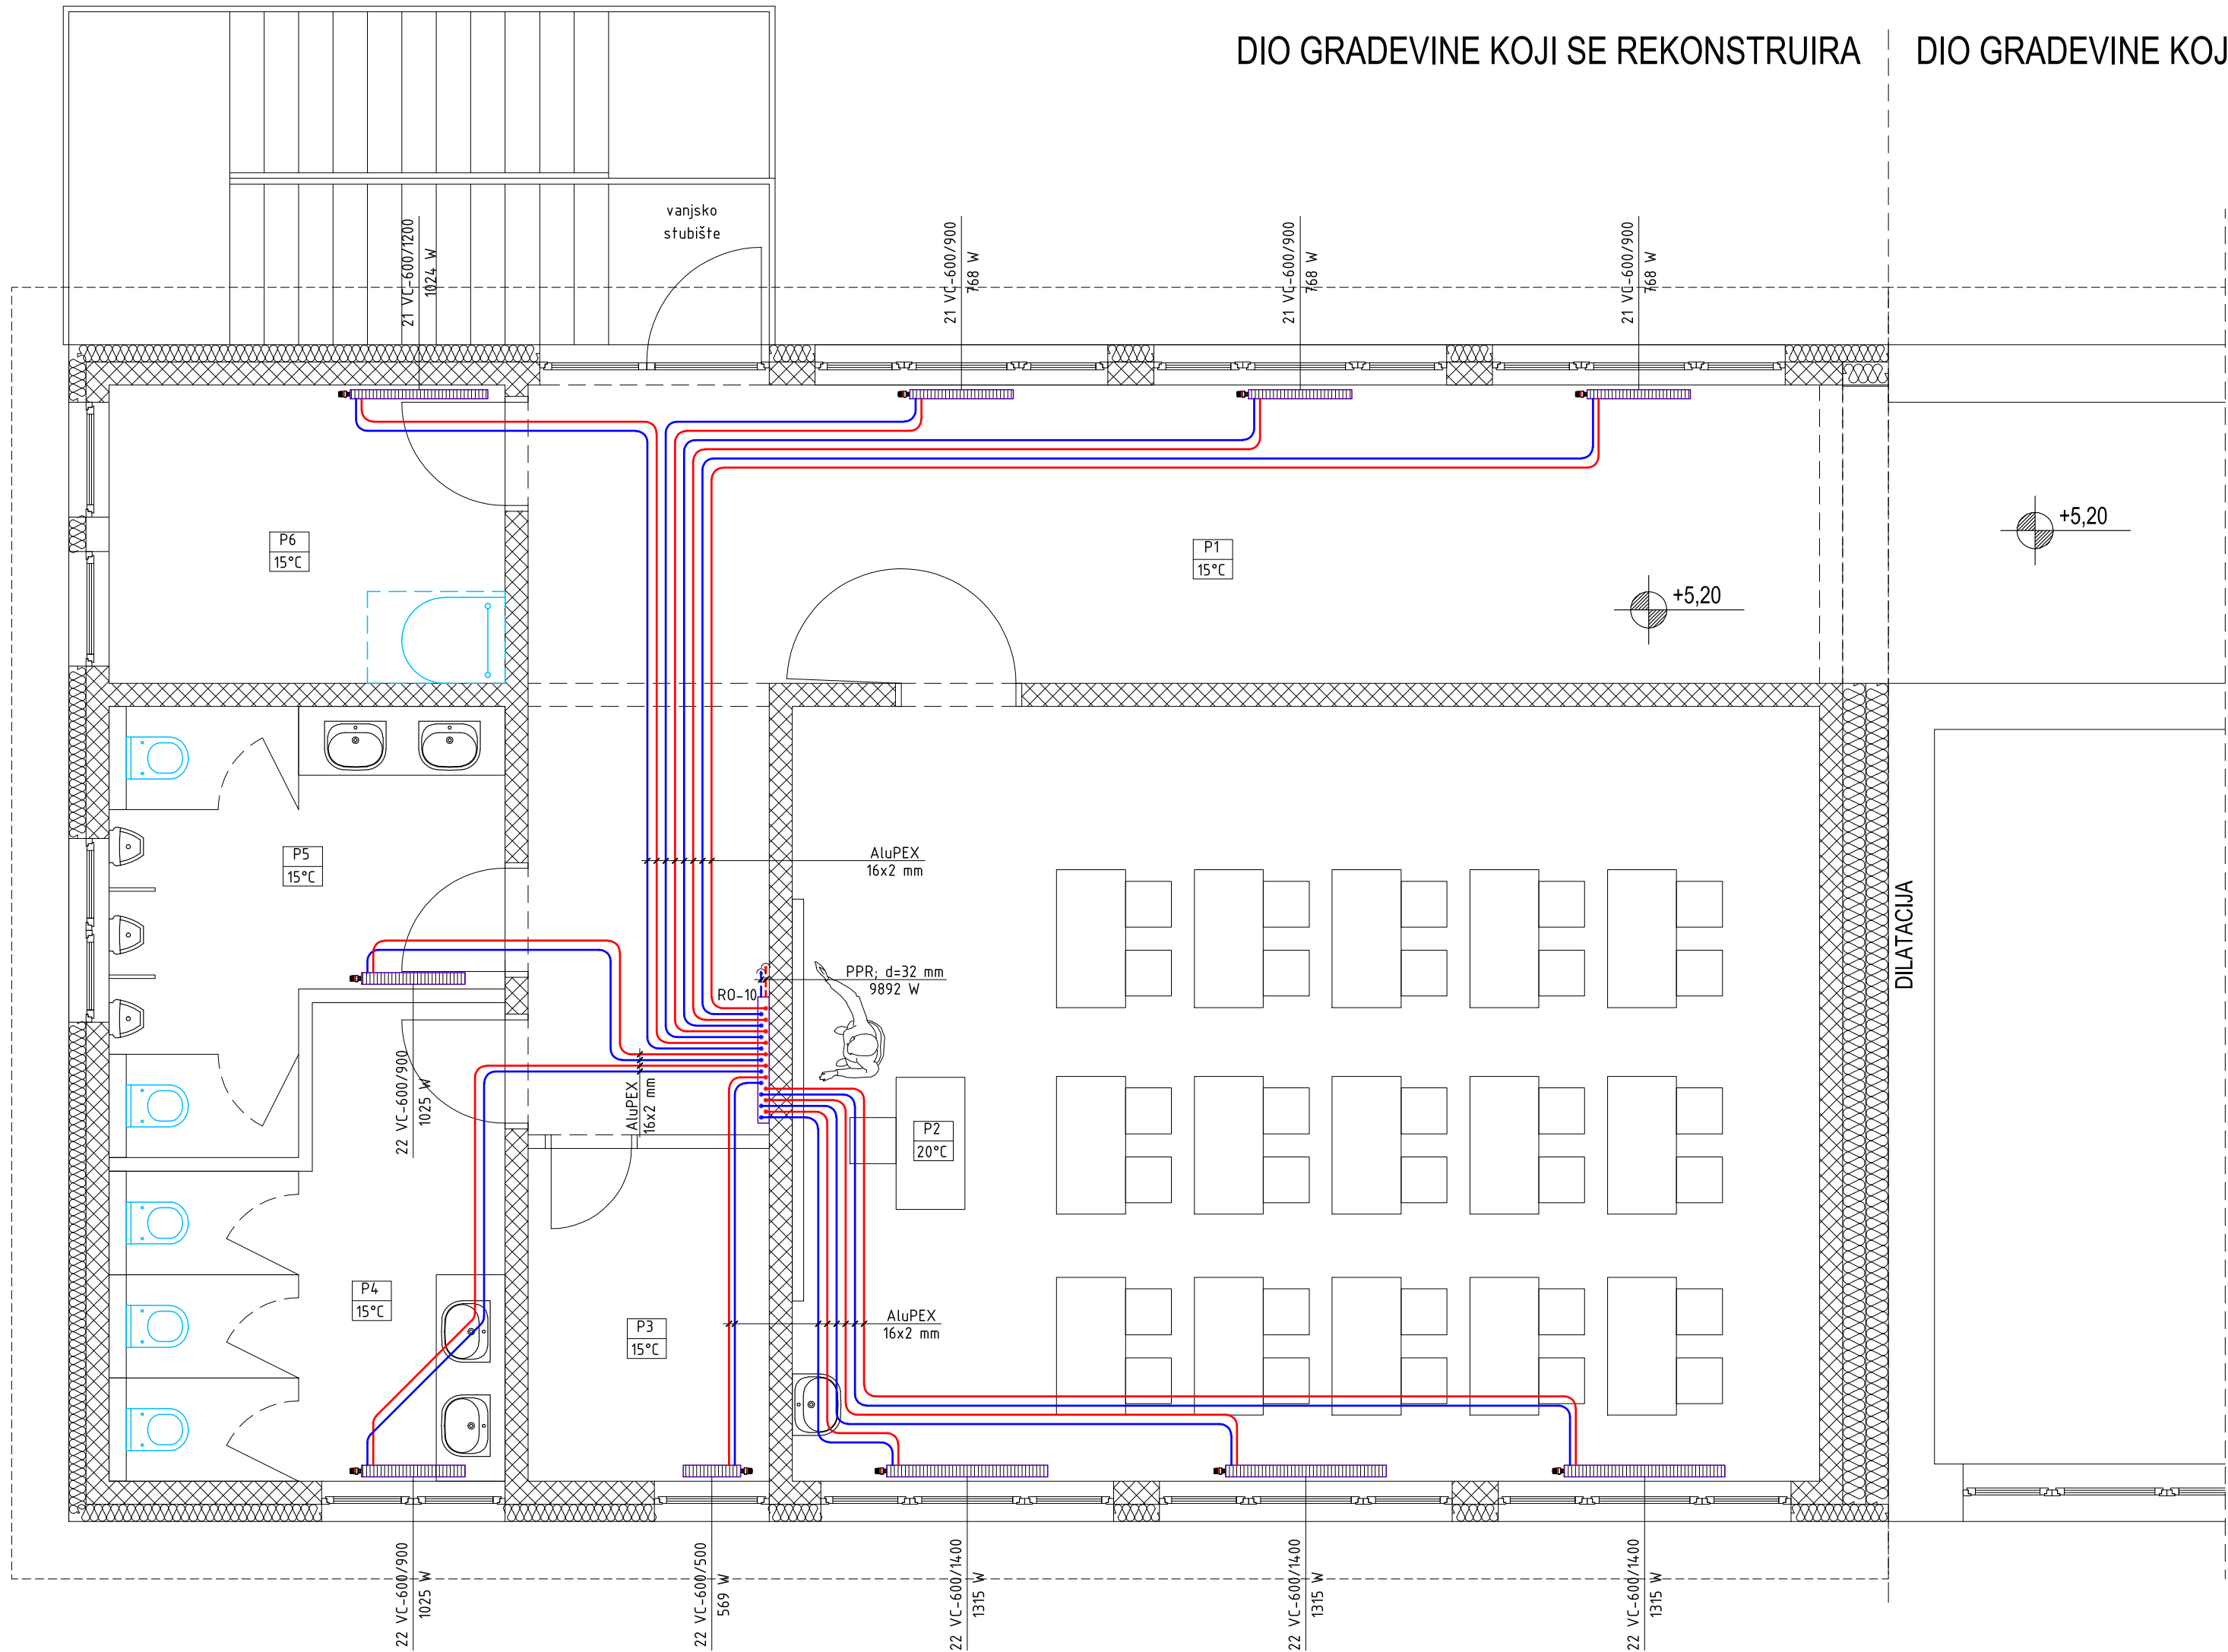 DIO GRADEVINE KOJI SE REKONSTRUIRA
DIO GRADEVINE KOJ
vanjsko
stubište
21 VC-600/1200
1024 W
21 VC-600/900
768 W
21 VC-600/900
768 W
21 VC-600/900
768 W
P6
15°C
P1
15°C
+5,20
+5,20
P5
15°C
AluPEX
16x2 mm
DILATACIJA
PPR; d=32 mm
9892 W
RO-10
22 VC-600/900
1025 W
AluPEX
16x2 mm
P2
20°C
P4
15°C
P3
15°C
AluPEX
16x2 mm
22 VC-600/900
1025 W
22 VC-600/500
569 W
22 VC-600/1400
1315 W
22 VC-600/1400
1315 W
22 VC-600/1400
1315 W